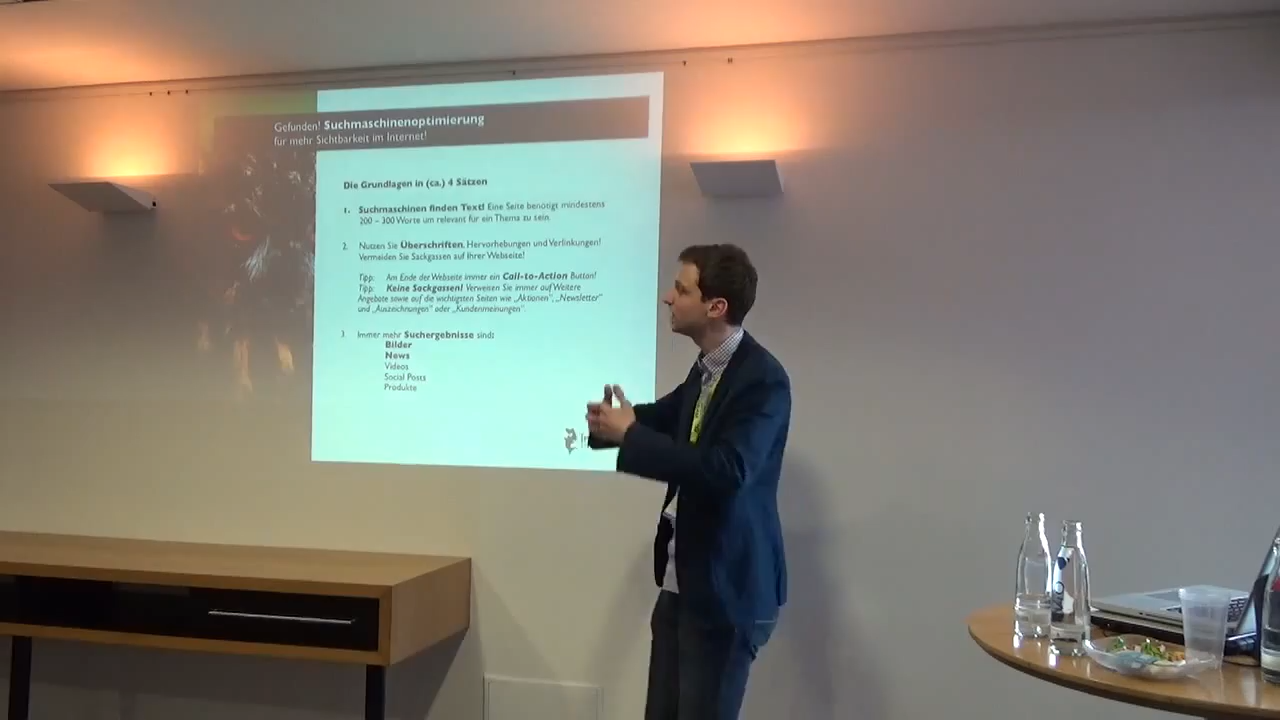 Gefunden! Suchmaschinenoptimierung
für mehr Sichtbarkeit im Internet!
Die Grundlagen in (ca.) 4 Sätzen
1. Suchmaschinen finden Text! Eine Seite benötigt mindestens
200 – 300 Worte um relevant für ein Thema zu sein.
2. Nutzen Sie Überschriften, Hervorhebungen und Verlinkungen!
Vermeiden Sie Sackgassen auf Ihrer Webseite!
Tipp: Am Ende der Webseite immer ein Call-to-Action Button!
Tipp: Keine Sackgassen! Verweisen Sie immer auf Weitere
Angebote sowie auf die wichtigsten Seiten wie „Aktionen", „Newsletter"
und „Auszeichnungen" oder „Kundenmeinungen".
3. Immer mehr Suchergebnisse sind:
Bilder
News
Videos
Social Posts
Produkte